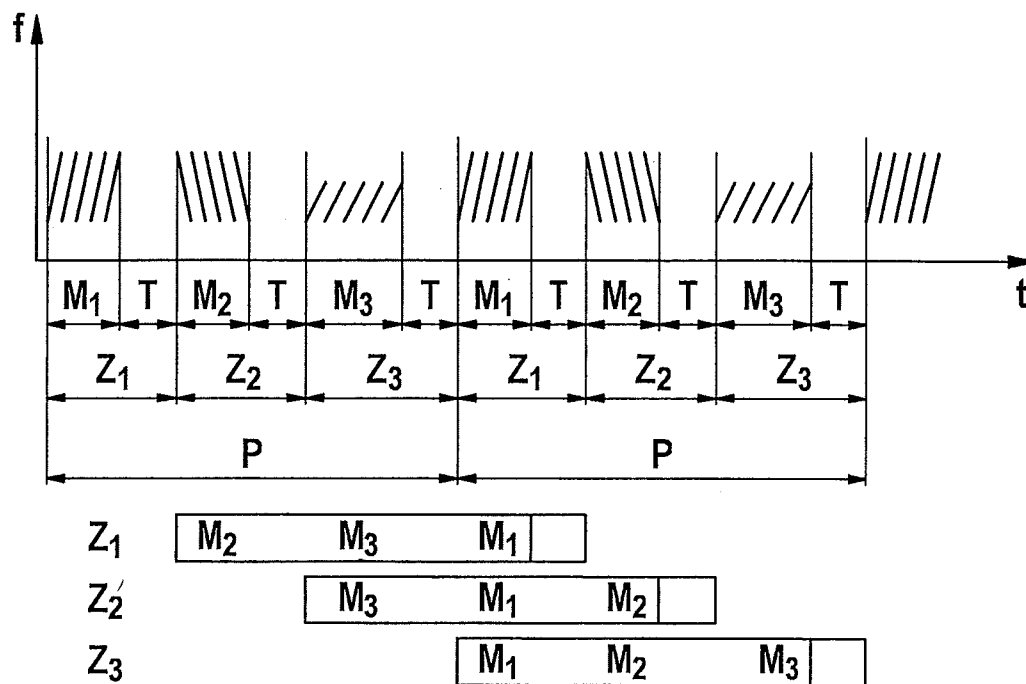 f
M₁ T M₂ T M₃ T M₁ T M₂ T M₃ T t
Z₁ Z₂ Z₃ Z₁ Z₂ Z₃
P P
Z₁ M₂ M₃ M₁
Z₂ M₃ M₁ M₂
Z₃ M₁ M₂ M₃